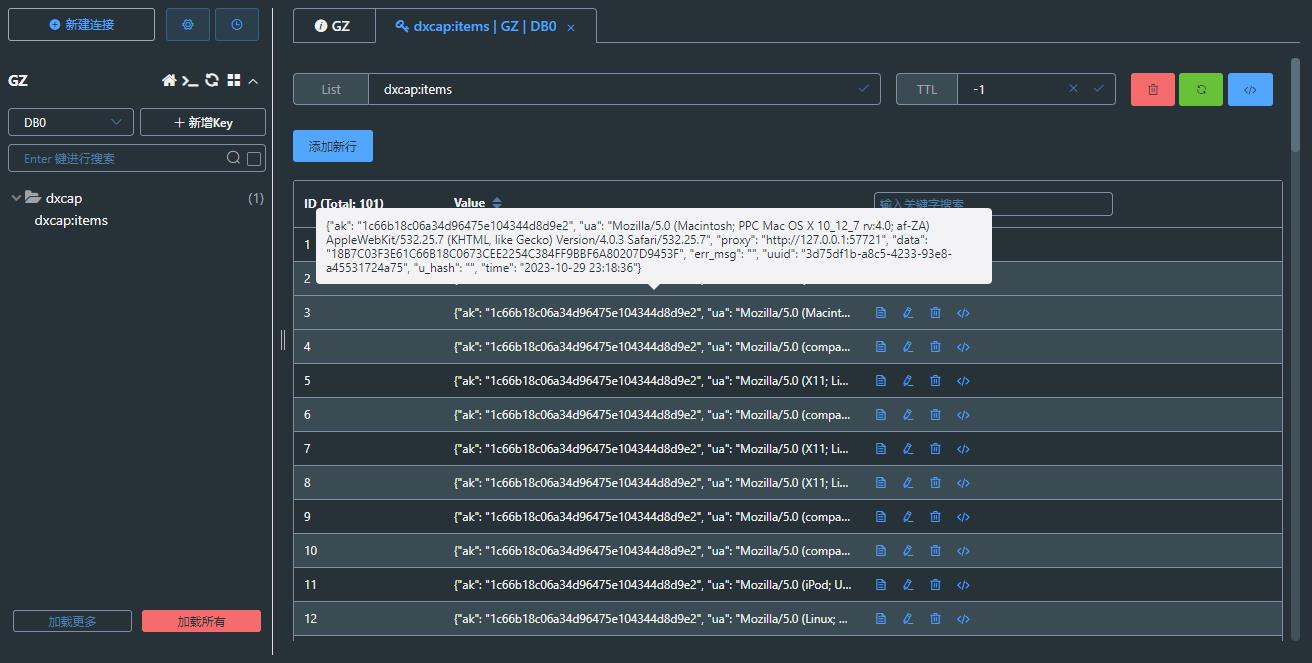 新建连接
GZ
dxcap:items | GZ | DB0
GZ
List
dxcap:items
TTL
-1
DB0
新增Key
Enter 键进行搜索
添加新行
dxcap
(1)
dxcap:items
ID (Total: 101)
Value
输入关键字搜索
{"ak": "1c66b18c06a34d96475e104344d8d9e2", "ua": "Mozilla/5.0 (Macintosh; PPC Mac OS X 10_12_7 rv:4.0; af-ZA)
AppleWebKit/532.25.7 (KHTML, like Gecko) Version/4.0.3 Safari/532.25.7", "proxy": "http://127.0.0.1:57721", "data":
"18B7C03F3E61C66B18C0673CEE2254C384FF9BBF6A80207D9453F", "err_msg": "", "uuid": "3d75df1b-a8c5-4233-93e8-
a45531724a75", "u_hash": "", "time": "2023-10-29 23:18:36"}
1
2
3 {"ak": "1c66b18c06a34d96475e104344d8d9e2", "ua": "Mozilla/5.0 (Macint...
4 {"ak": "1c66b18c06a34d96475e104344d8d9e2", "ua": "Mozilla/5.0 (compa...
5 {"ak": "1c66b18c06a34d96475e104344d8d9e2", "ua": "Mozilla/5.0 (X11; Li...
6 {"ak": "1c66b18c06a34d96475e104344d8d9e2", "ua": "Mozilla/5.0 (compa...
7 {"ak": "1c66b18c06a34d96475e104344d8d9e2", "ua": "Mozilla/5.0 (X11; Li...
8 {"ak": "1c66b18c06a34d96475e104344d8d9e2", "ua": "Mozilla/5.0 (X11; Li...
9 {"ak": "1c66b18c06a34d96475e104344d8d9e2", "ua": "Mozilla/5.0 (compa...
10 {"ak": "1c66b18c06a34d96475e104344d8d9e2", "ua": "Mozilla/5.0 (compa...
11 {"ak": "1c66b18c06a34d96475e104344d8d9e2", "ua": "Mozilla/5.0 (iPod; U...
12 {"ak": "1c66b18c06a34d96475e104344d8d9e2", "ua": "Mozilla/5.0 (Linux; ...
加载更多
加载所有